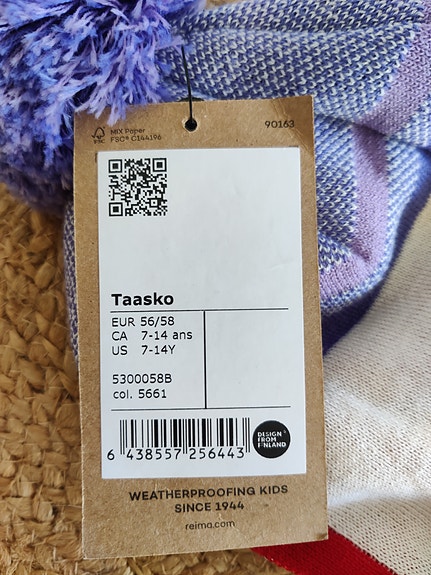 FSC
MIX Paper
FSC® C144196
90163
Taasko
EUR 56/58
CA 7-14 ans
US 7-14Y
5300058B
col. 5661
6 438557 256443
DESIGN
FROM
FINLAND
WEATHERPROOFING KIDS
SINCE 1944
reima.com